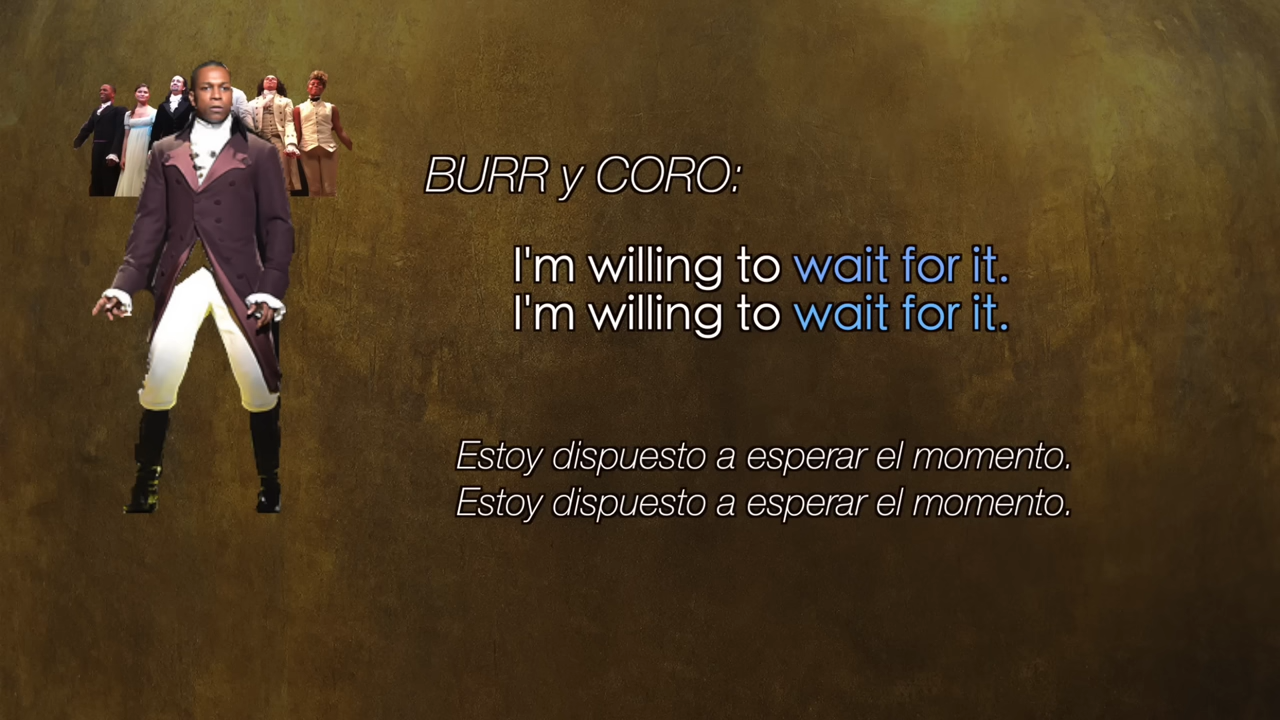 BURR y CORO:
I'm willing to wait for it.
I'm willing to wait for it.
Estoy dispuesto a esperar el momento.
Estoy dispuesto a esperar el momento.